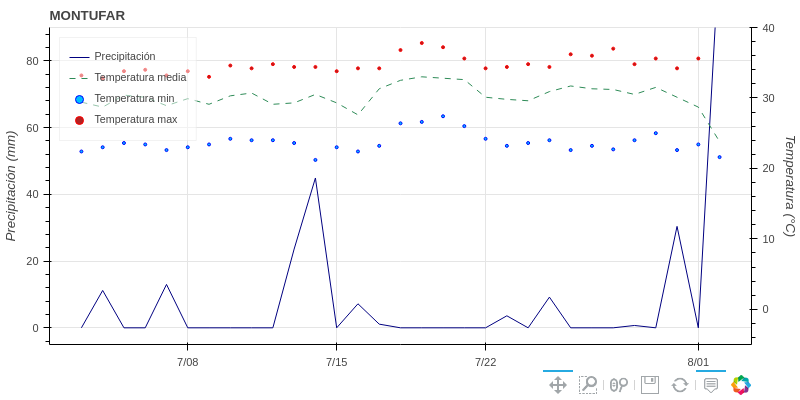 MONTUFAR
Precipitación
Temperatura media
Temperatura min
Temperatura max
Precipitación (mm)
80
60
40
20
0
40
30
20
10
0
Temperatura (°C)
7/08
7/15
7/22
8/01